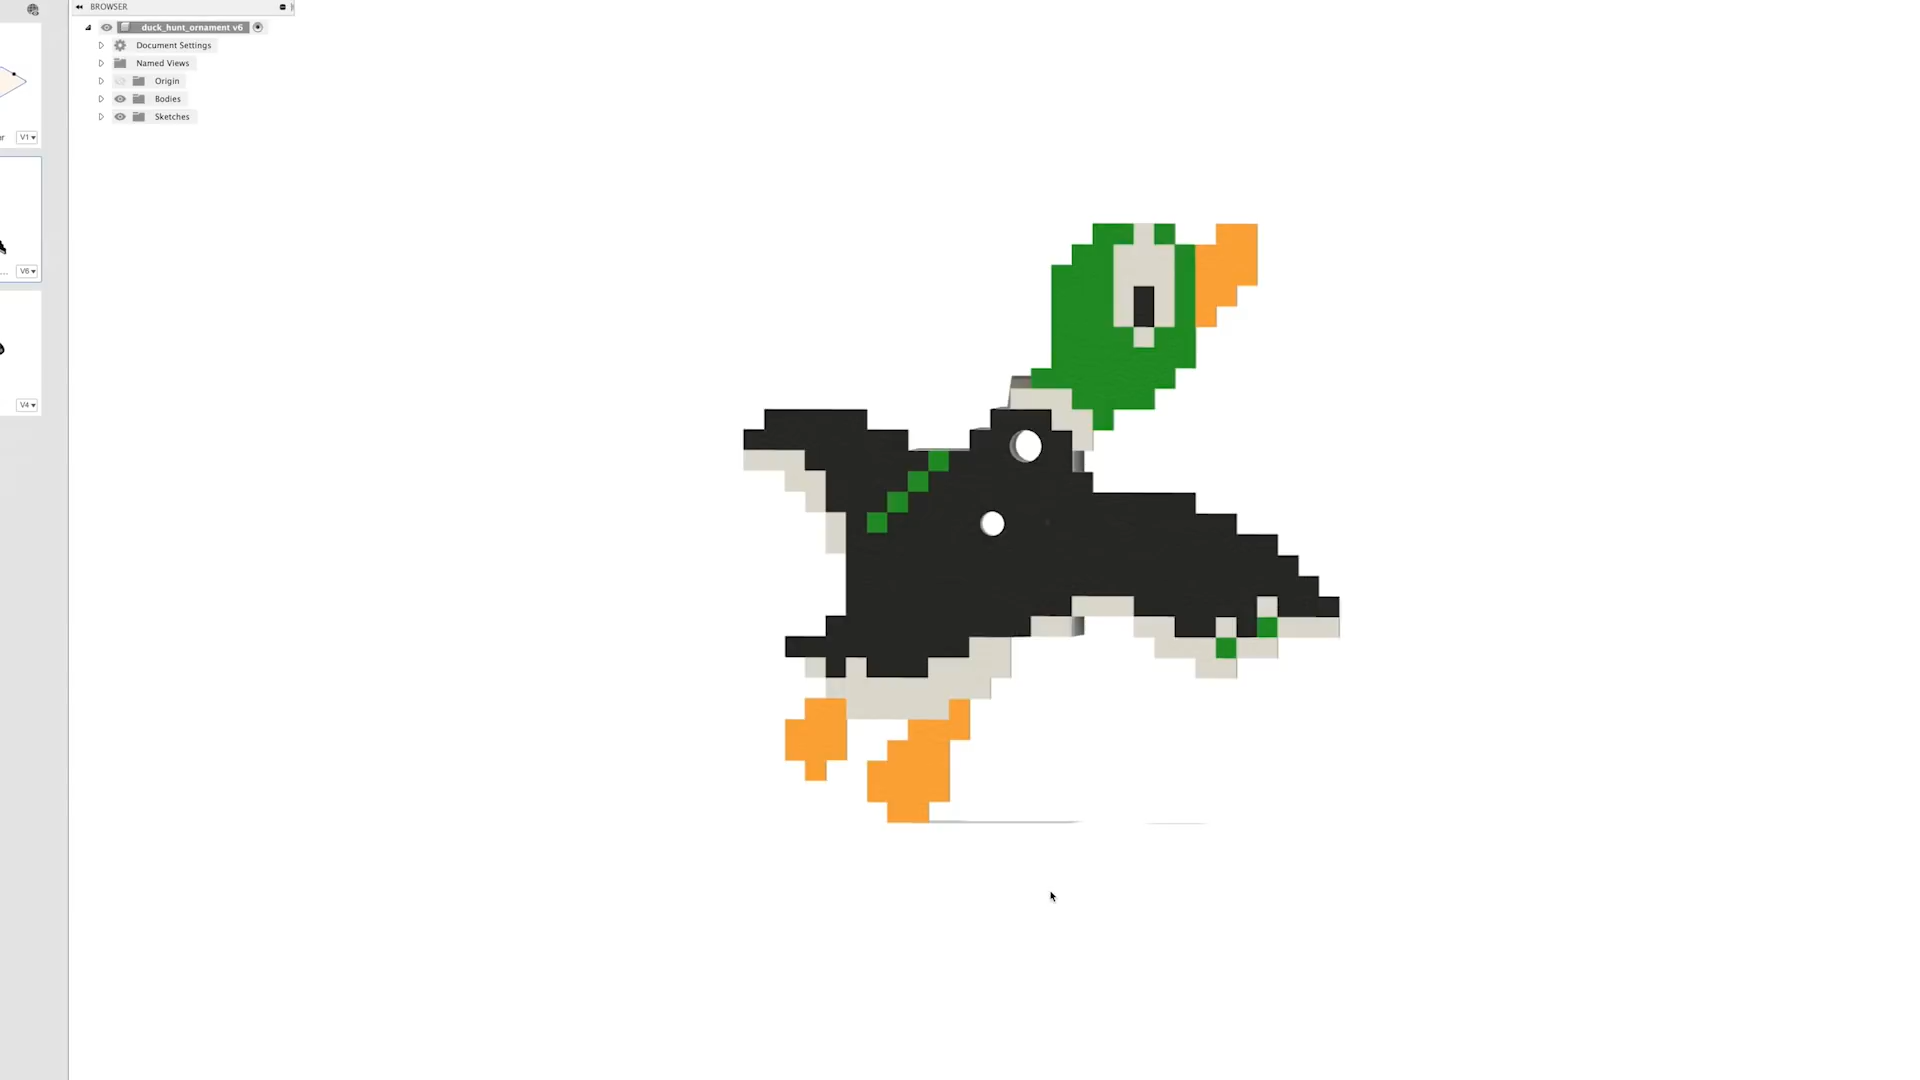 BROWSER
duck_hunt_ornament v6
Document Settings
Named Views
Origin
Bodies
Sketches
V1
V6
V4